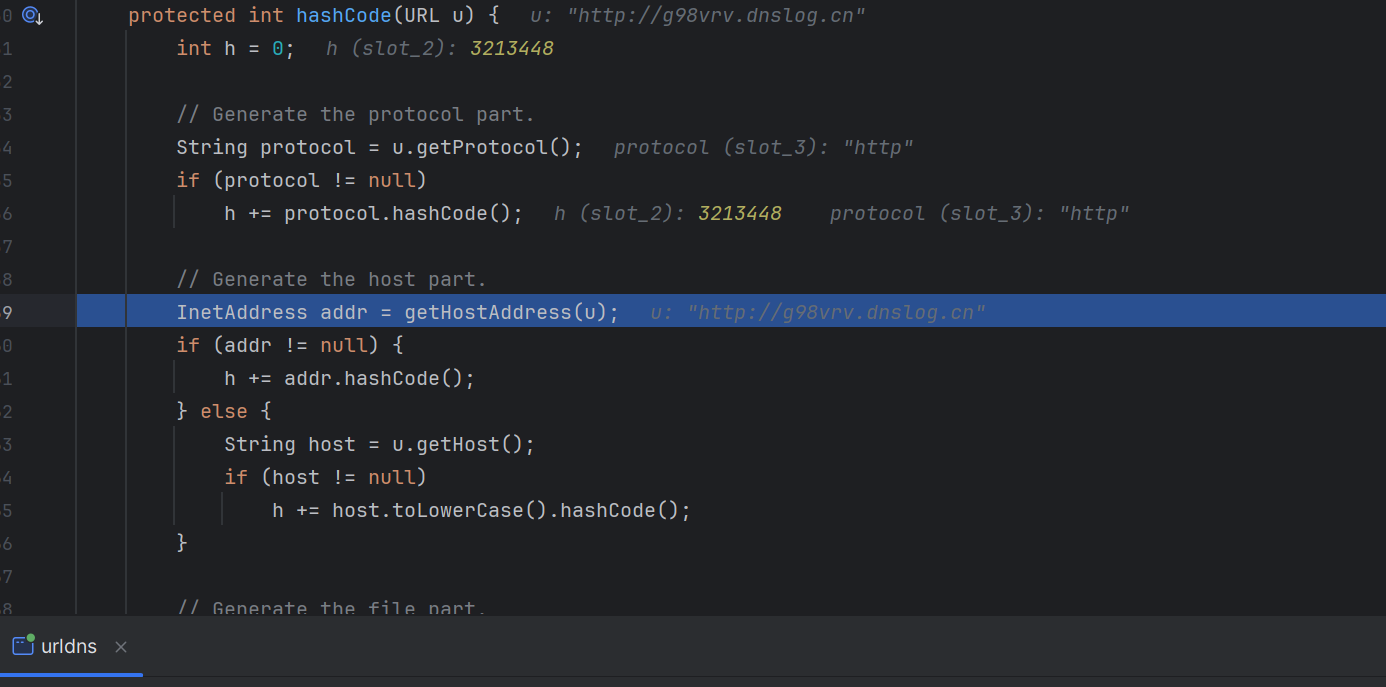 0 protected int hashCode(URL u) { u: "http://g98vrv.dnslog.cn"
1 int h = 0; h (slot_2): 3213448
2
3 // Generate the protocol part.
4 String protocol = u.getProtocol(); protocol (slot_3): "http"
5 if (protocol != null)
6 h += protocol.hashCode(); h (slot_2): 3213448 protocol (slot_3): "http"
7
8 // Generate the host part.
9 InetAddress addr = getHostAddress(u); u: "http://g98vrv.dnslog.cn"
0 if (addr != null) {
1 h += addr.hashCode();
2 } else {
3 String host = u.getHost();
4 if (host != null)
5 h += host.toLowerCase().hashCode();
6 }
7
8 // Generate the file part.
urldns